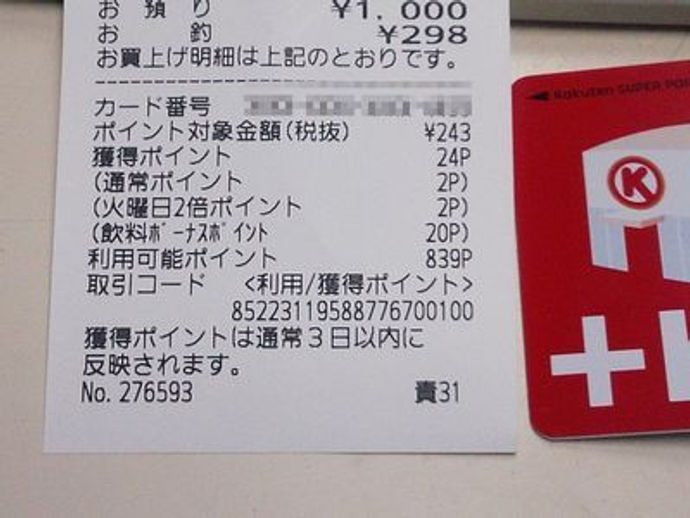 お預り ¥1,000
お釣 ¥298
お買上げ明細は上記のとおりです。
カード番号
ポイント対象金額(税抜) ¥243
獲得ポイント 24P
(通常ポイント 2P)
(火曜日2倍ポイント 2P)
(飲料ﾎﾞｰﾅｽﾎﾟｲﾝﾄ 20P)
利用可能ポイント 839P
取引コード <利用/獲得ポイント>
85223119588776700100
獲得ポイントは通常3日以内に
反映されます。
No. 276593 責31
Rakuten SUPER PO
K
+